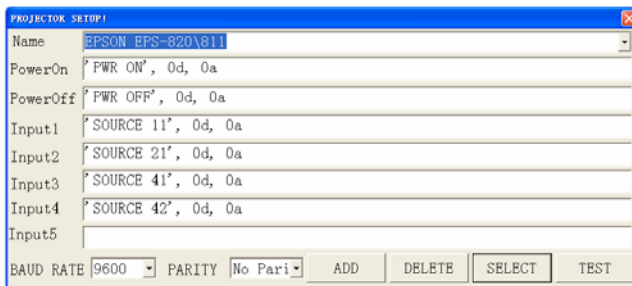 PROJECTOR SETUP!
Name EPSON EPS-820\811
PowerOn 'PWR ON', 0d, 0a
PowerOff 'PWR OFF', 0d, 0a
Input1 'SOURCE 11', 0d, 0a
Input2 'SOURCE 21', 0d, 0a
Input3 'SOURCE 41', 0d, 0a
Input4 'SOURCE 42', 0d, 0a
Input5
BAUD RATE 9600 PARITY No Pari ADD DELETE SELECT TEST